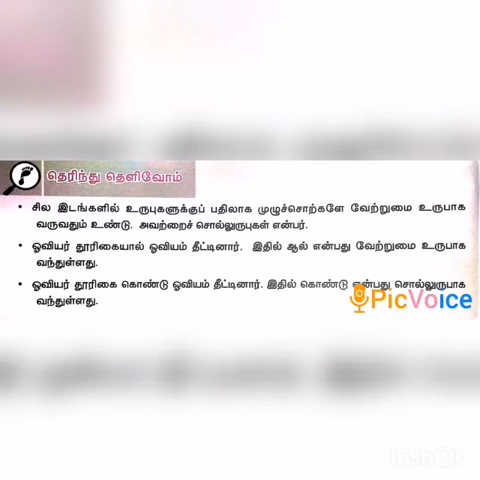 தெரிந்து தெளிவோம்
• சில இடங்களில் உருபுகளுக்குப் பதிலாக முழுச்சொற்களே வேற்றுமை உருபாக
வருவதும் உண்டு. அவற்றைச் சொல்லுருபுகள் என்பர்.
• ஓவியர் தூரிகையால் ஓவியம் தீட்டினார். இதில் ஆல் என்பது வேற்றுமை உருபாக
வந்துள்ளது.
• ஓவியர் தூரிகை கொண்டு ஓவியம் தீட்டினார். இதில் கொண்டு என்பது சொல்லுருபாக
வந்துள்ளது.
PicVoice
InShOt